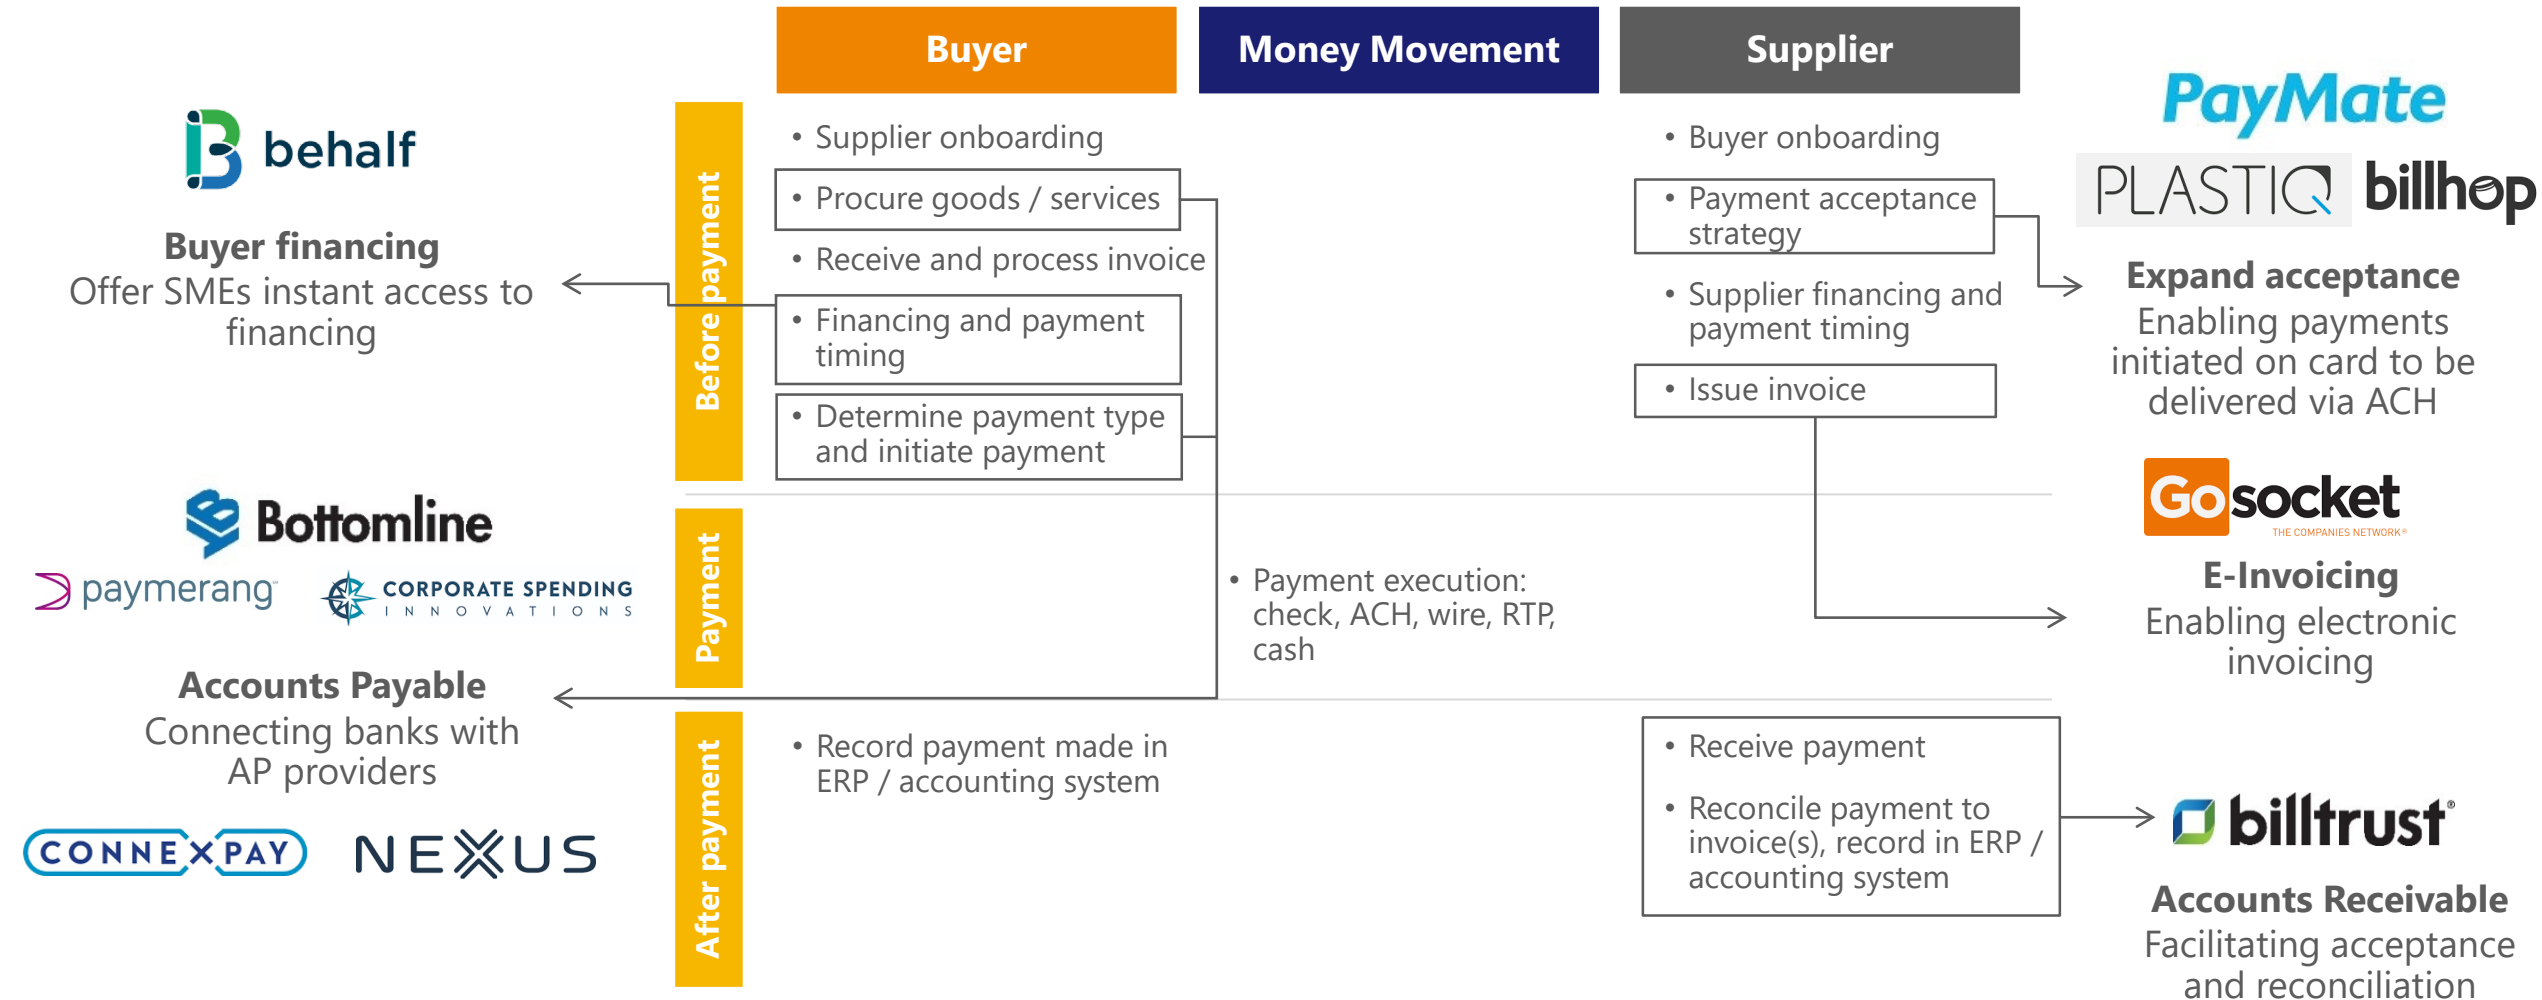 Buyer
Money Movement
Supplier
behalf
Buyer financing
Offer SMEs instant access to
financing
Bottomline
paymerang
CORPORATE SPENDING
INNOVATIONS
Accounts Payable
Connecting banks with
AP providers
CONNEXPAY
NEXUS
Before payment
• Supplier onboarding
• Procure goods / services
• Receive and process invoice
• Financing and payment
timing
• Determine payment type
and initiate payment
• Buyer onboarding
• Payment acceptance
strategy
• Supplier financing and
payment timing
• Issue invoice
Payment
• Payment execution:
check, ACH, wire, RTP,
cash
After payment
• Record payment made in
ERP / accounting system
• Receive payment
• Reconcile payment to
invoice(s), record in ERP /
accounting system
PayMate
PLASTIQ
billhop
Expand acceptance
Enabling payments
initiated on card to be
delivered via ACH
Gosocket
THE COMPANIES NETWORK®
E-Invoicing
Enabling electronic
invoicing
billtrust®
Accounts Receivable
Facilitating acceptance
and reconciliation